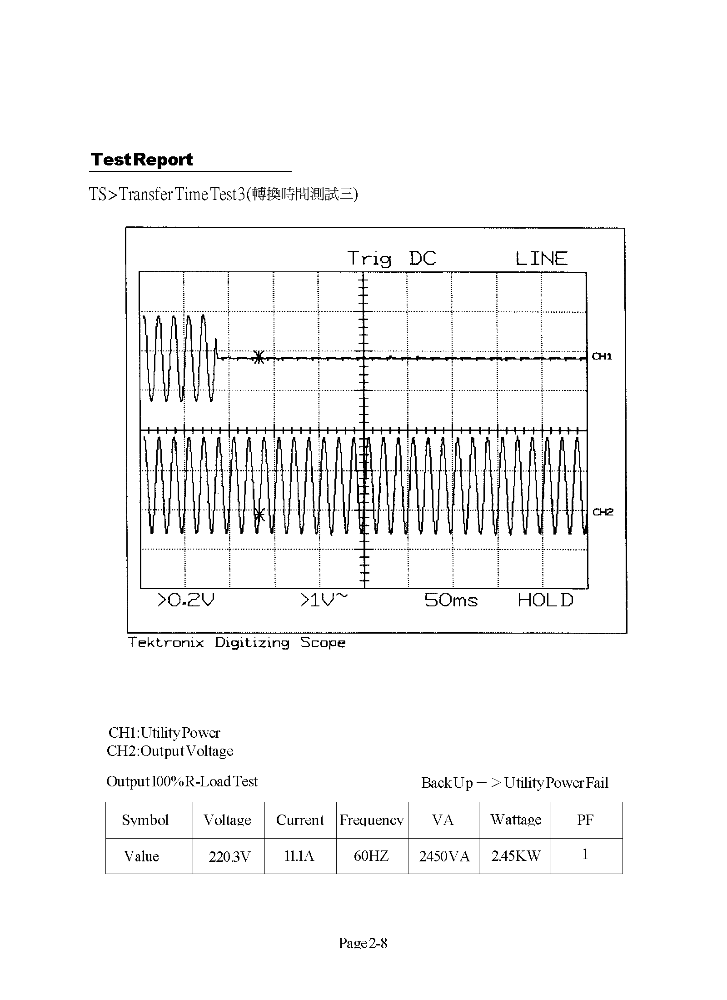 Test Report
TS>Transfer Time Test 3(轉換時間測試三)
Trig DC LINE
CH1
CH2
>0.2V >1V~ 50ms HOLD
Tektronix Digitizing Scope
CH1:Utility Power
CH2:Output Voltage
Output 100% R-Load Test Back Up －> Utility Power Fail
Symbol Voltage Current Frequency VA Wattage PF
Value 220.3V 11.1A 60HZ 2450VA 2.45KW 1
Page 2-8